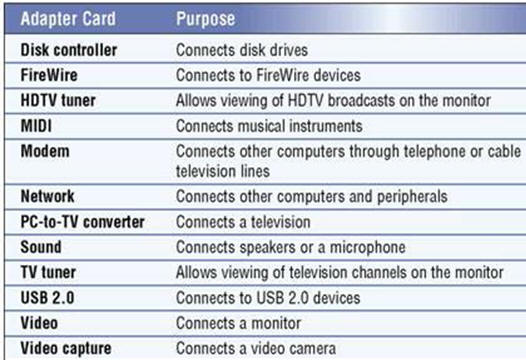 Adapter Card Purpose
Disk controller Connects disk drives
FireWire Connects to FireWire devices
HDTV tuner Allows viewing of HDTV broadcasts on the monitor
MIDI Connects musical instruments
Modem Connects other computers through telephone or cable
television lines
Network Connects other computers and peripherals
PC-to-TV converter Connects a television
Sound Connects speakers or a microphone
TV tuner Allows viewing of television channels on the monitor
USB 2.0 Connects to USB 2.0 devices
Video Connects a monitor
Video capture Connects a video camera